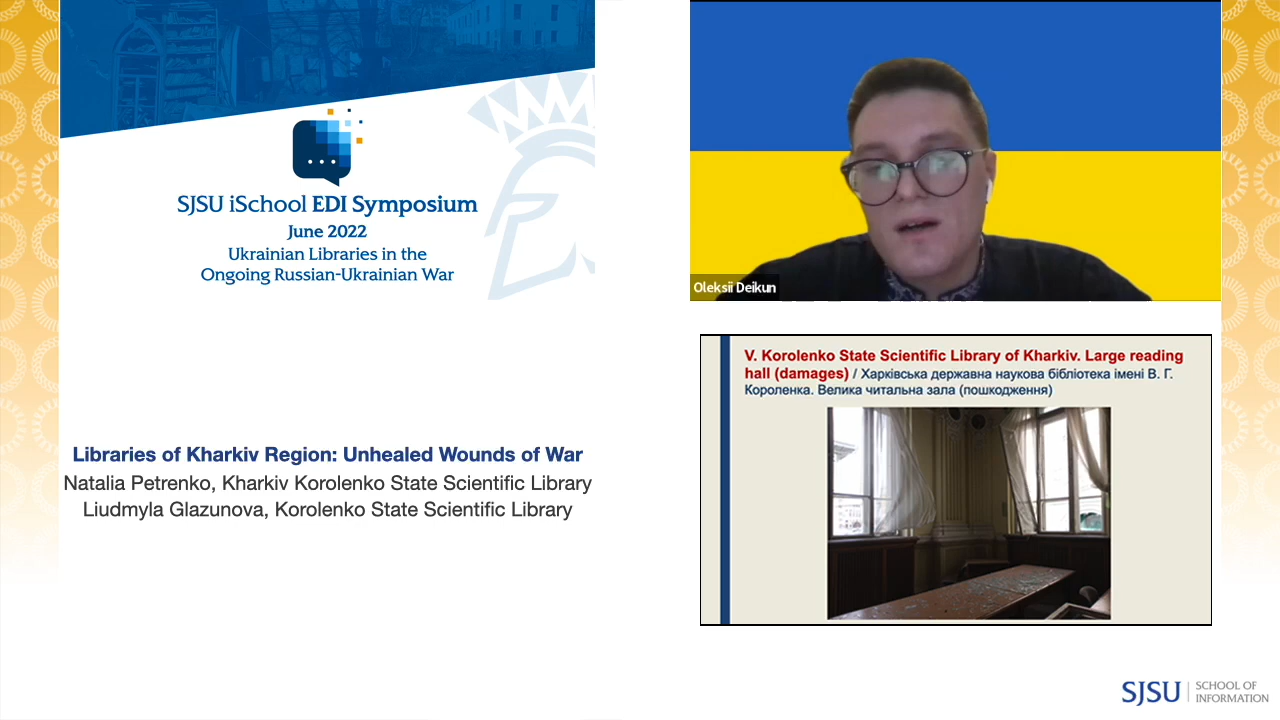 SJSU iSchool EDI Symposium
June 2022
Ukrainian Libraries in the
Ongoing Russian-Ukrainian War
Libraries of Kharkiv Region: Unhealed Wounds of War
Natalia Petrenko, Kharkiv Korolenko State Scientific Library
Liudmyla Glazunova, Korolenko State Scientific Library
Oleksii Deikun
V. Korolenko State Scientific Library of Kharkiv. Large reading
hall (damages) / Харківська державна наукова бібліотека імені В. Г.
Короленка. Велика читальна зала (пошкодження)
SJSU
SCHOOL OF
INFORMATION